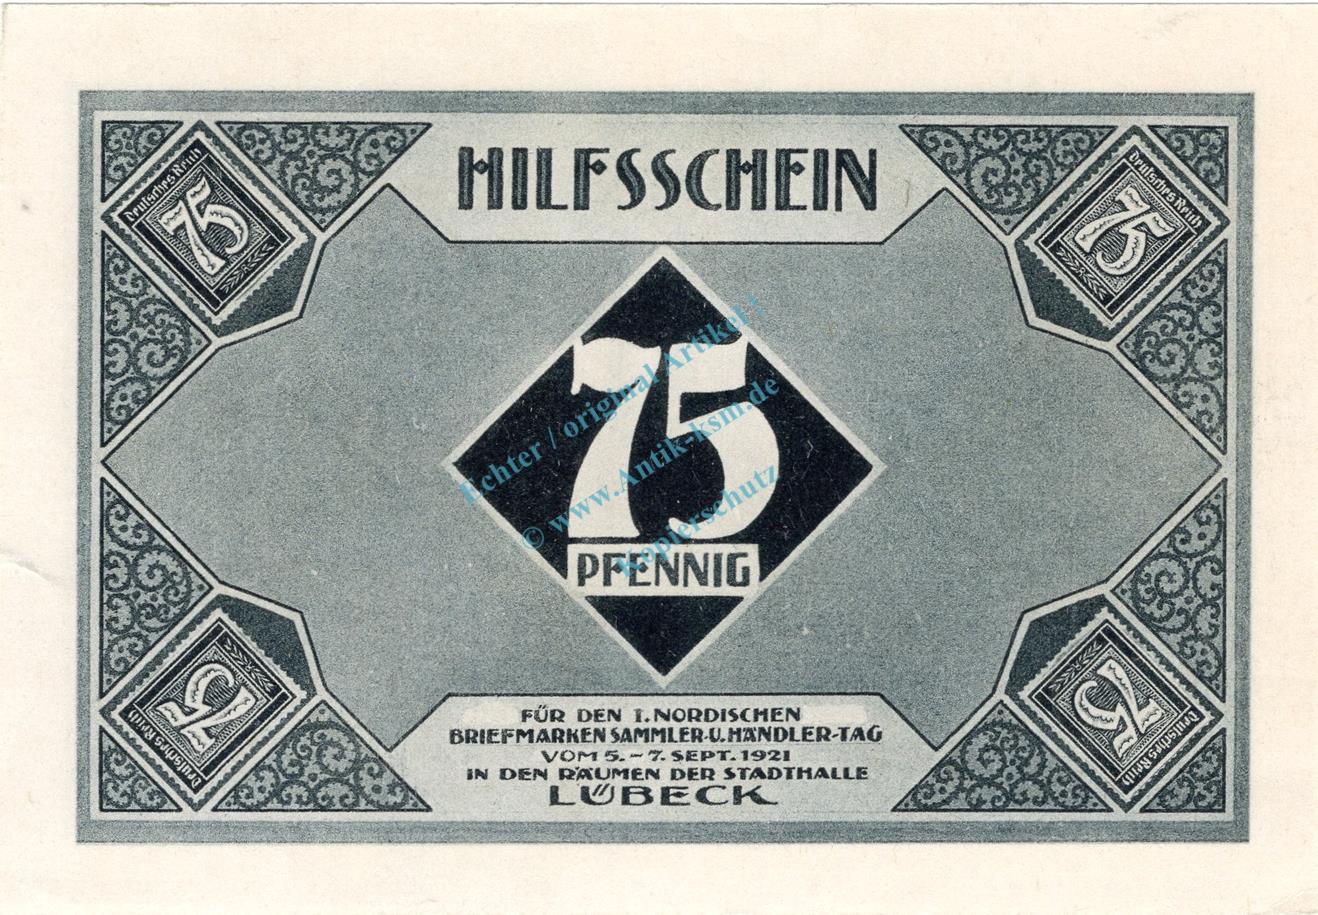 HILFSSCHEIN
Deutsches Reich
75
Deutsches Reich
75
75
PFENNIG
Echter / original Artikel !
© www.Antik-ksm.de
Kopierschutz
75
Deutsches Reich
75
Deutsches Reich
FÜR DEN 1. NORDISCHEN
BRIEFMARKEN SAMMLER-U. HÄNDLER-TAG
VOM 5.-7. SEPT. 1921
IN DEN RÄUMEN DER STADTHALLE
LÜBECK